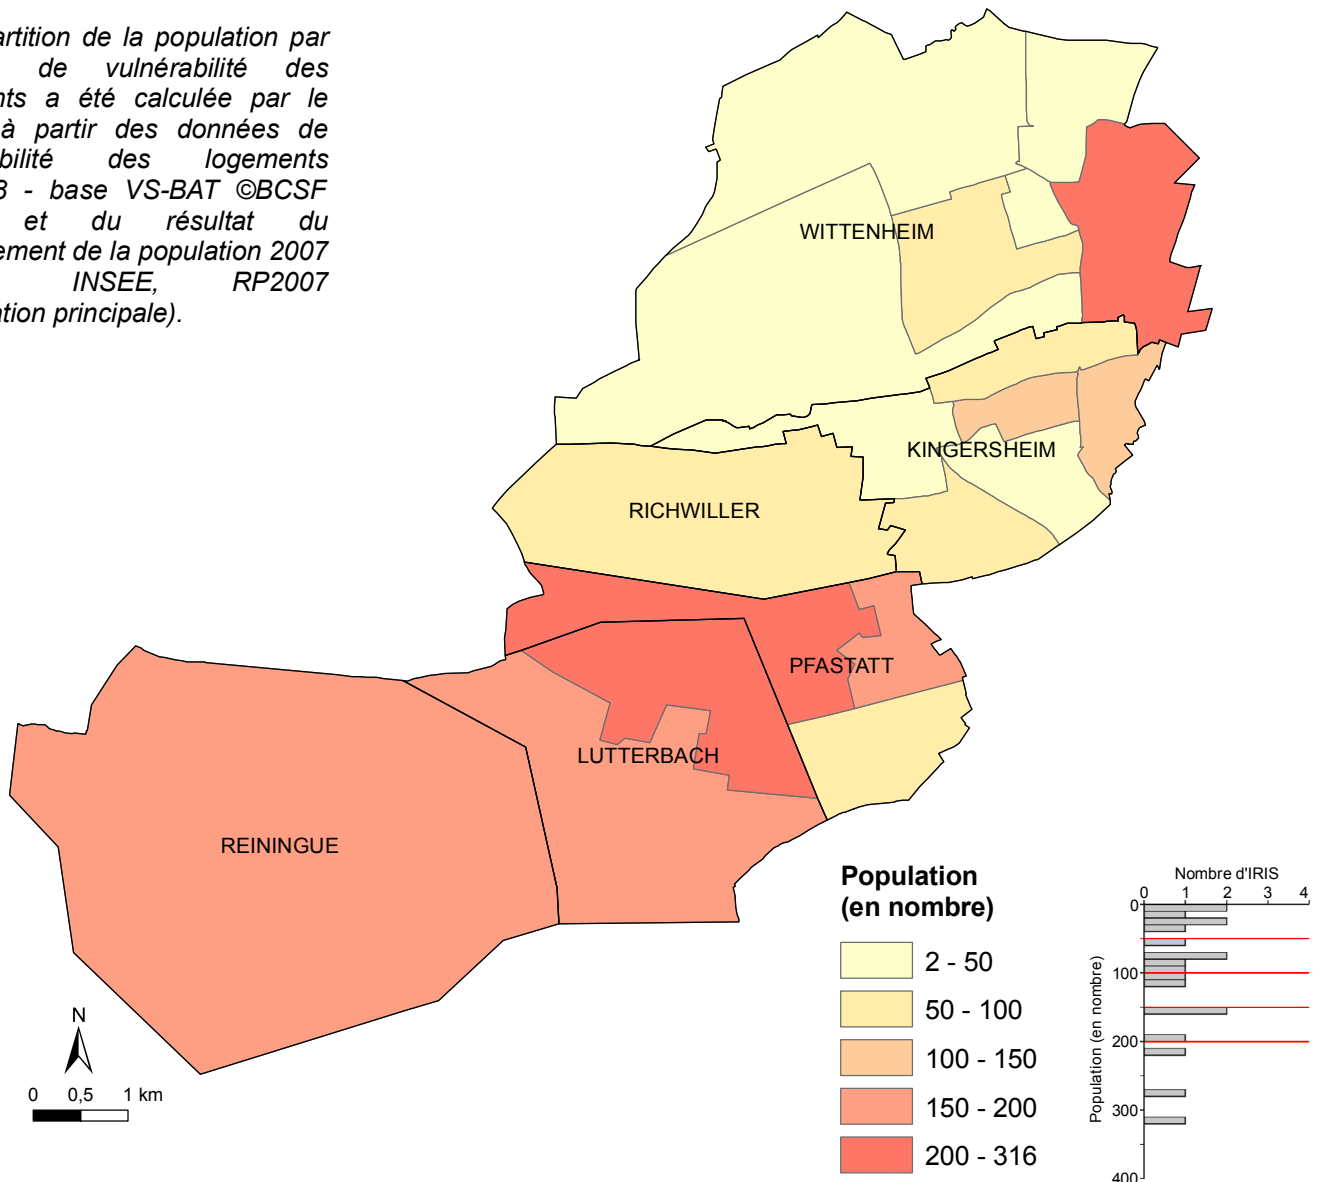 artition de la population par
de vulnérabilité des
nts a été calculée par le
à partir des données de
bilité des logements
3 - base VS-BAT ©BCSF
et du résultat du
ement de la population 2007
INSEE, RP2007
ation principale).
WITTENHEIM
KINGERSHEIM
RICHWILLER
PFASTATT
LUTTERBACH
REININGUE
N
0 0,5 1 km
Population
(en nombre)
2 - 50
50 - 100
100 - 150
150 - 200
200 - 316
Nombre d'IRIS
0 1 2 3 4
Population (en nombre)
0
100
200
300
400